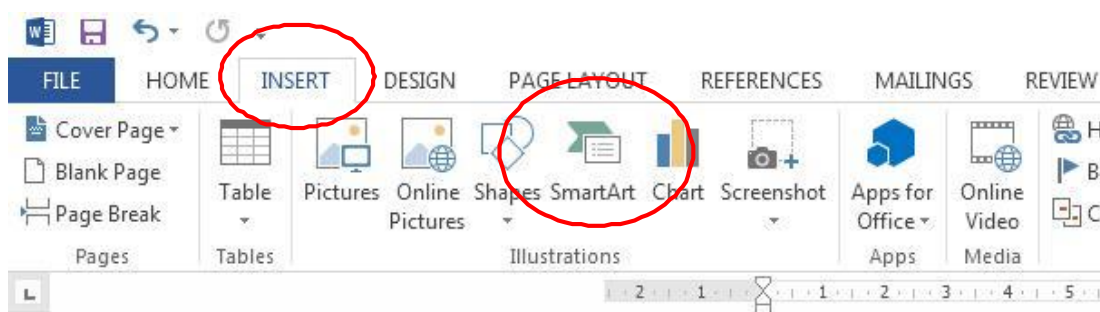 FILE HOME INSERT DESIGN PAGE LAYOUT REFERENCES MAILINGS REVIEW
Cover Page
Blank Page
Page Break
Pages
Table
Tables
Pictures
Online Pictures
Shapes
SmartArt
Chart
Screenshot
Illustrations
Apps for
Office
Apps
Online
Video
Media
H
B
C
L
2 1 1 2 3 4 5